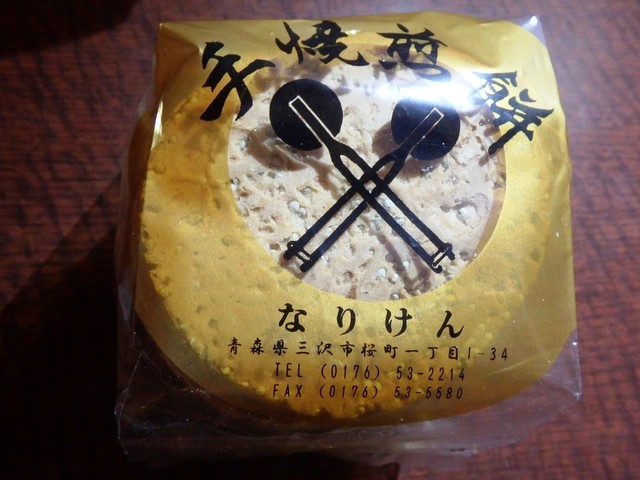 手焼煎餅
なりけん
青森県三沢市桜町一丁目1-34
TEL (0176) 53-2214
FAX (0176) 53-5580